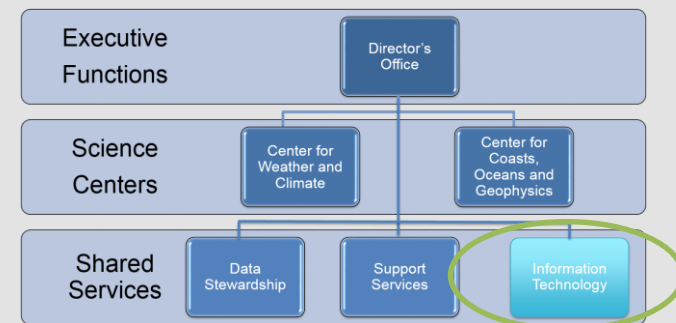 Executive
Functions
Director's
Office
Science
Centers
Center for
Weather and
Climate
Center for
Coasts,
Oceans and
Geophysics
Shared
Services
Data
Stewardship
Support
Services
Information
Technology